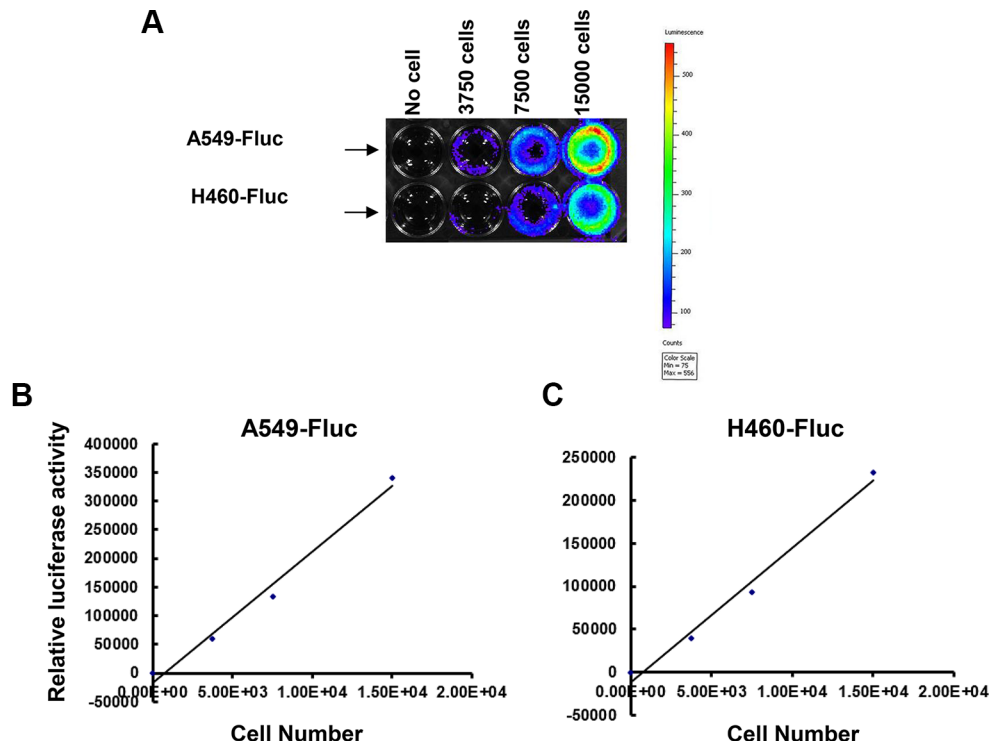 A
No cell
3750 cells
7500 cells
15000 cells
A549-Fluc
H460-Fluc
Luminescence
500
400
300
200
100
Counts
Color Scale
Min = 75
Max = 556
B
A549-Fluc
Relative luciferase activity
400000
350000
300000
250000
200000
150000
100000
50000
0
-50000
0.00E+00
5.00E+03
1.00E+04
1.50E+04
2.00E+04
Cell Number
C
H460-Fluc
250000
200000
150000
100000
50000
0
-50000
0.00E+00
5.00E+03
1.00E+04
1.50E+04
2.00E+04
Cell Number